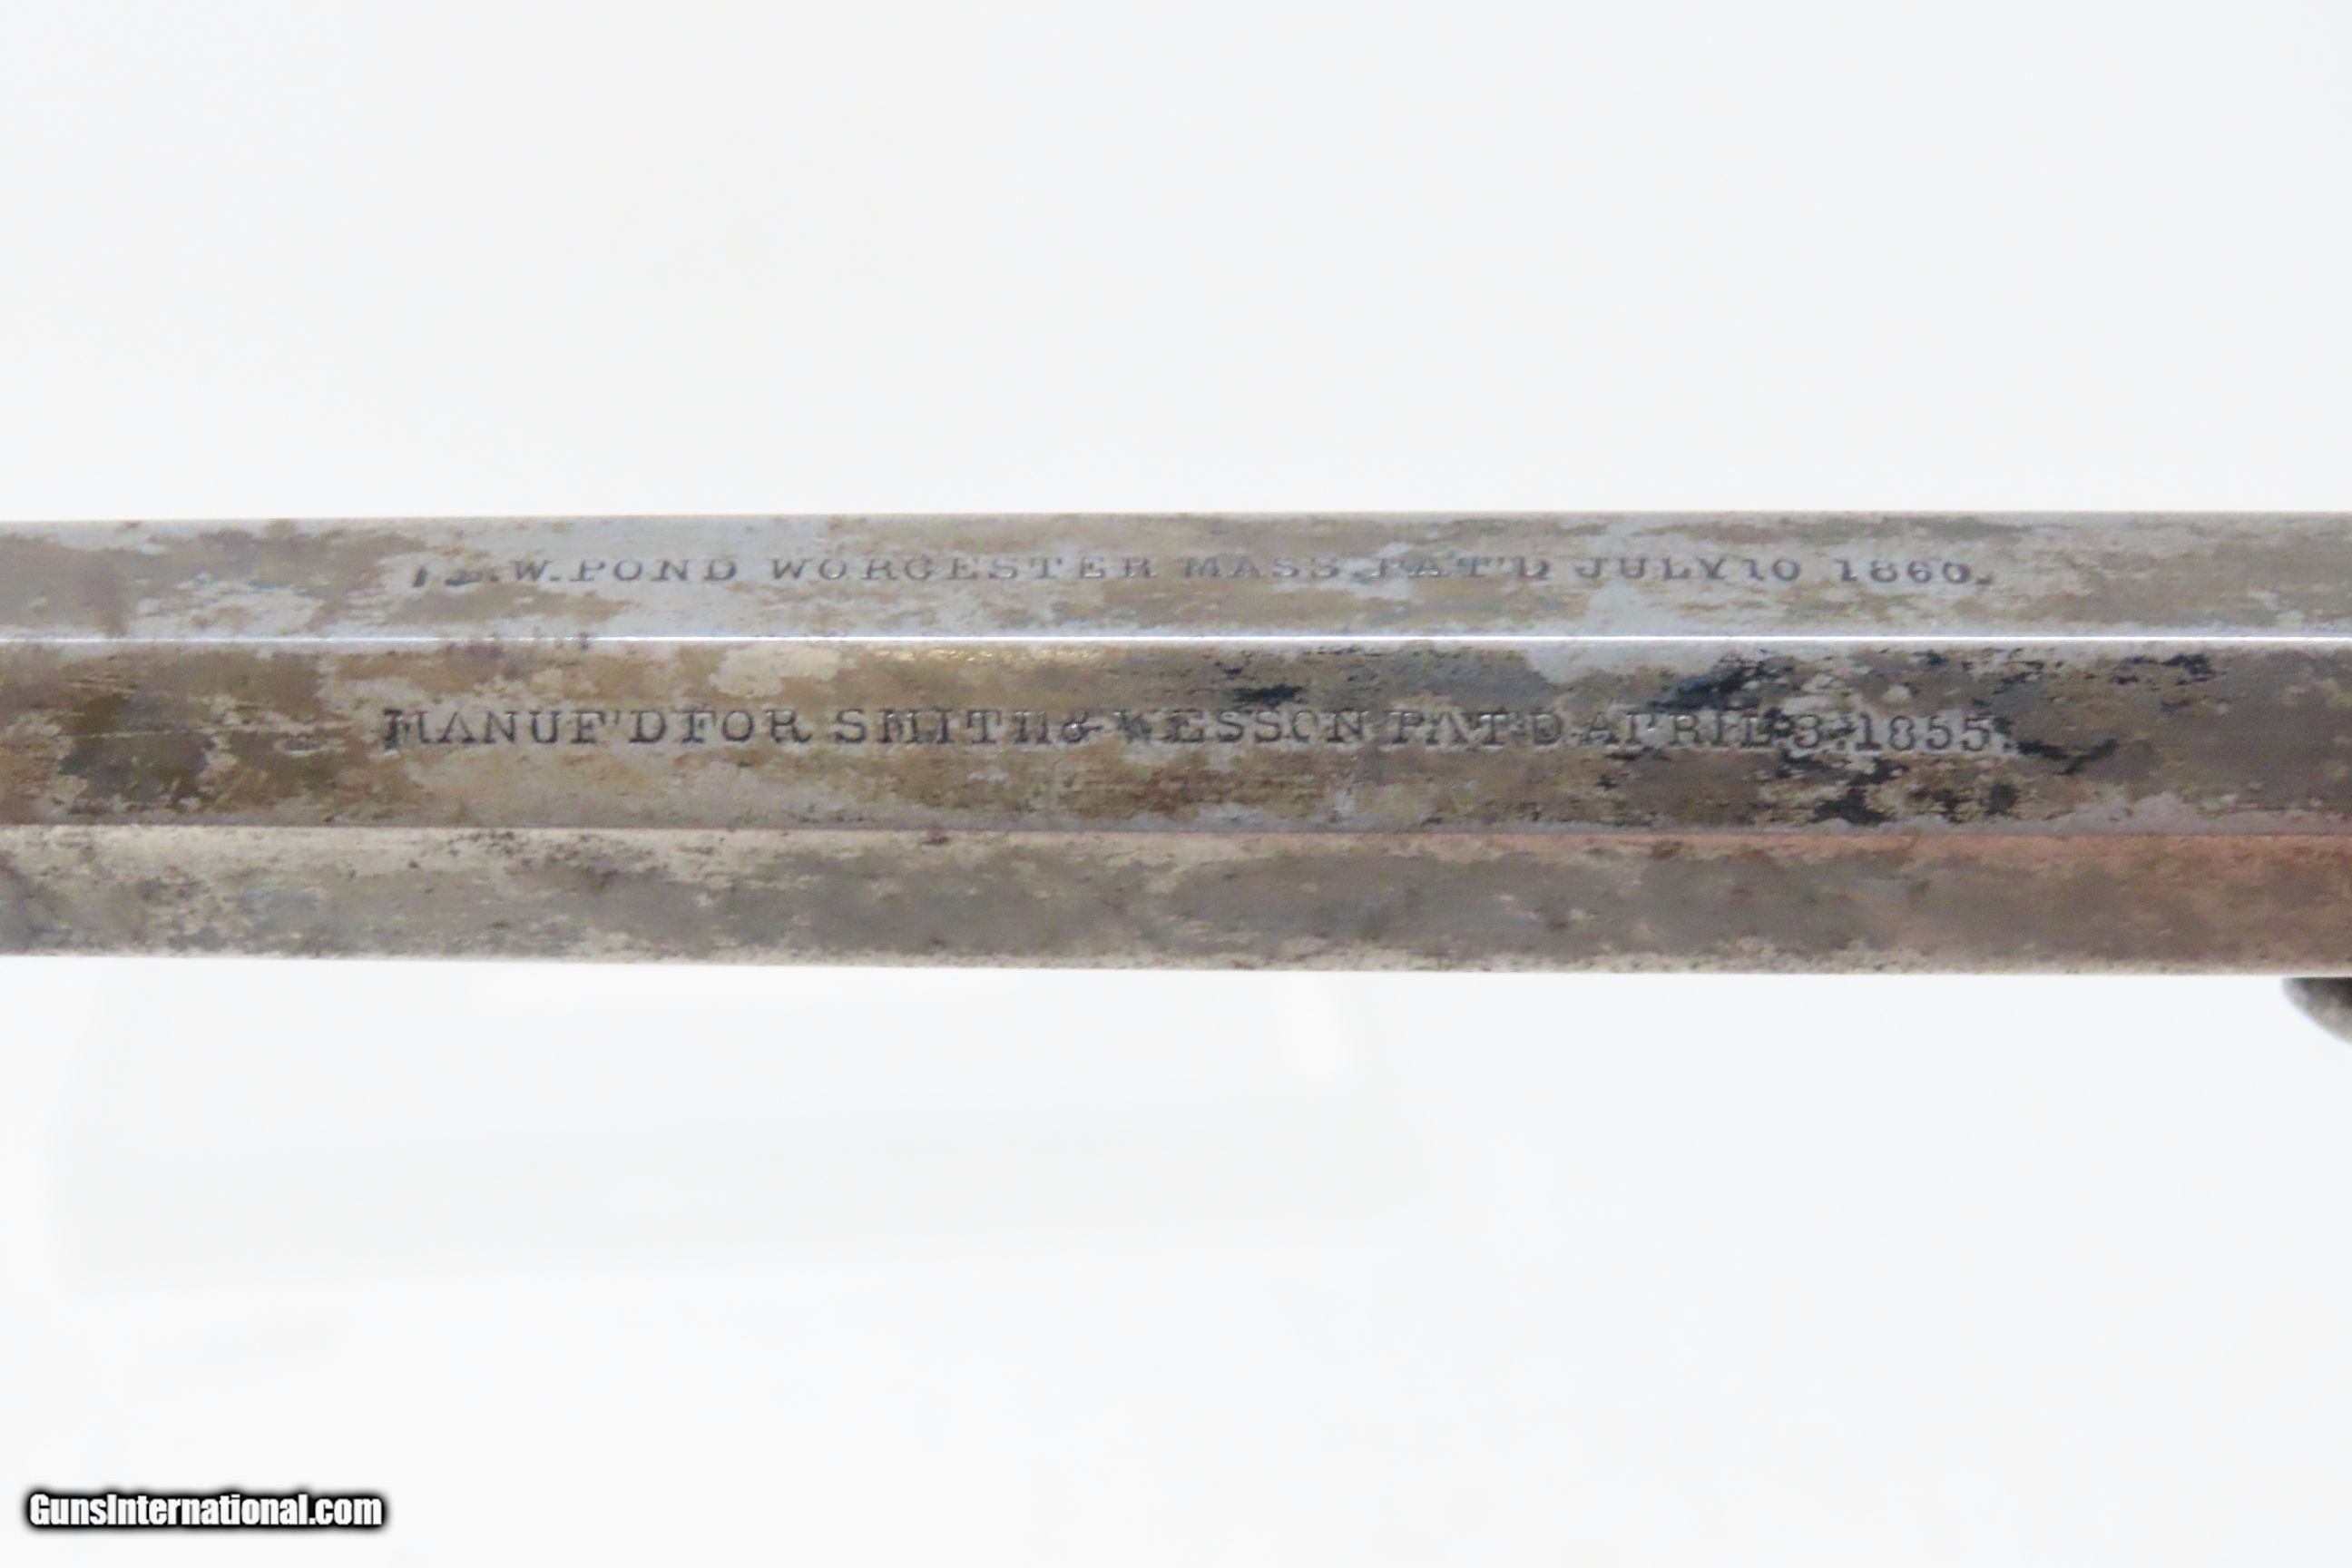 L.W. POND WORCESTER MASS. PAT'D JULY 10 1860.
MANUF'D FOR SMITH & WESSON PAT'D APRIL 3. 1855.
GunsInternational.com